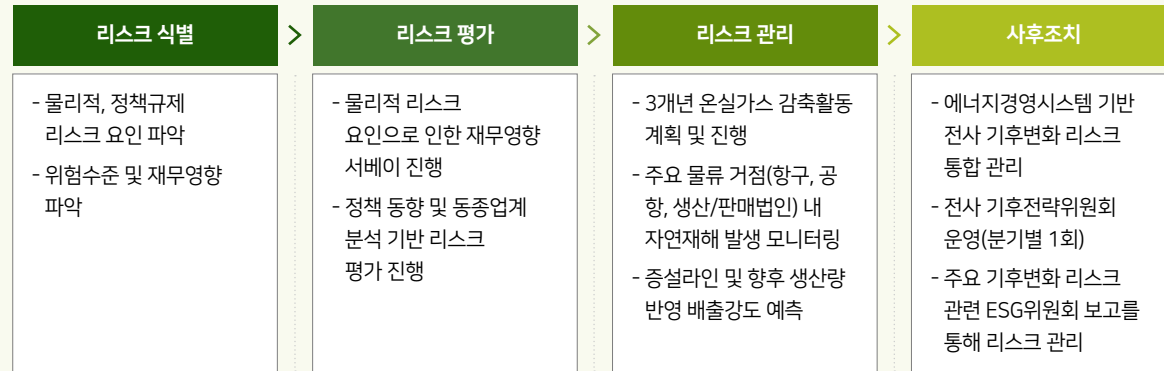 리스크 식별
- 물리적, 정책규제
리스크 요인 파악
- 위험수준 및 재무영향
파악
리스크 평가
- 물리적 리스크
요인으로 인한 재무영향
서베이 진행
- 정책 동향 및 동종업계
분석 기반 리스크
평가 진행
리스크 관리
- 3개년 온실가스 감축활동
계획 및 진행
- 주요 물류 거점(항구, 공
항, 생산/판매법인) 내
자연재해 발생 모니터링
- 증설라인 및 향후 생산량
반영 배출강도 예측
사후조치
- 에너지경영시스템 기반
전사 기후변화 리스크
통합 관리
- 전사 기후전략위원회
운영(분기별 1회)
- 주요 기후변화 리스크
관련 ESG위원회 보고를
통해 리스크 관리